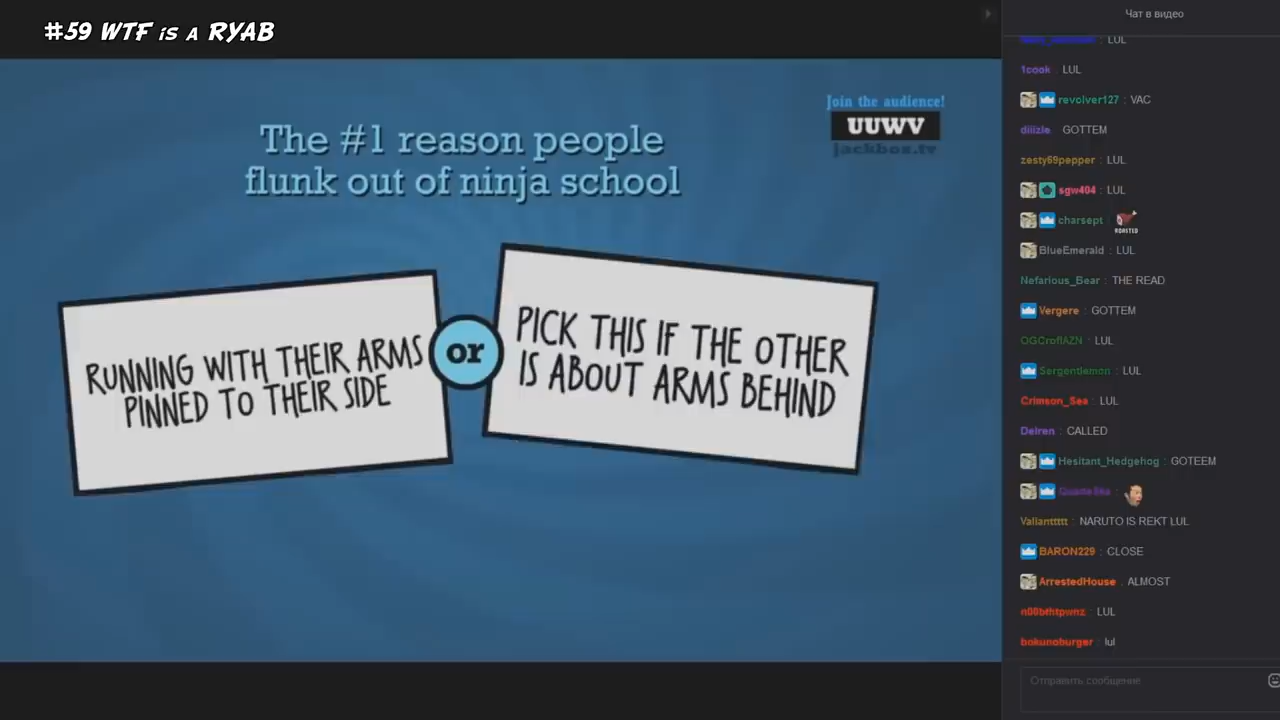 #59 WTF IS A RYAB
Чат в видео
Join the audience!
UUWV
jackbox.tv
The #1 reason people
flunk out of ninja school
RUNNING WITH THEIR ARMS
PINNED TO THEIR SIDE
or
PICK THIS IF THE OTHER
IS ABOUT ARMS BEHIND
: LUL
1cook : LUL
revolver127 : VAC
diiizle GOTTEM
zesty69pepper : LUL
sgw404 : LUL
charsept :
ROASTED
BlueEmerald : LUL
Nefarious_Bear : THE READ
Vergere : GOTTEM
OGCroflAZN : LUL
Sergentlemon : LUL
Crimson_Sea : LUL
Delren : CALLED
Hesitant_Hedgehog : GOTEEM
Valianttttt : NARUTO IS REKT LUL
BARON229 : CLOSE
ArrestedHouse : ALMOST
LUL
bokunoburger : lul
Отправить сообщение